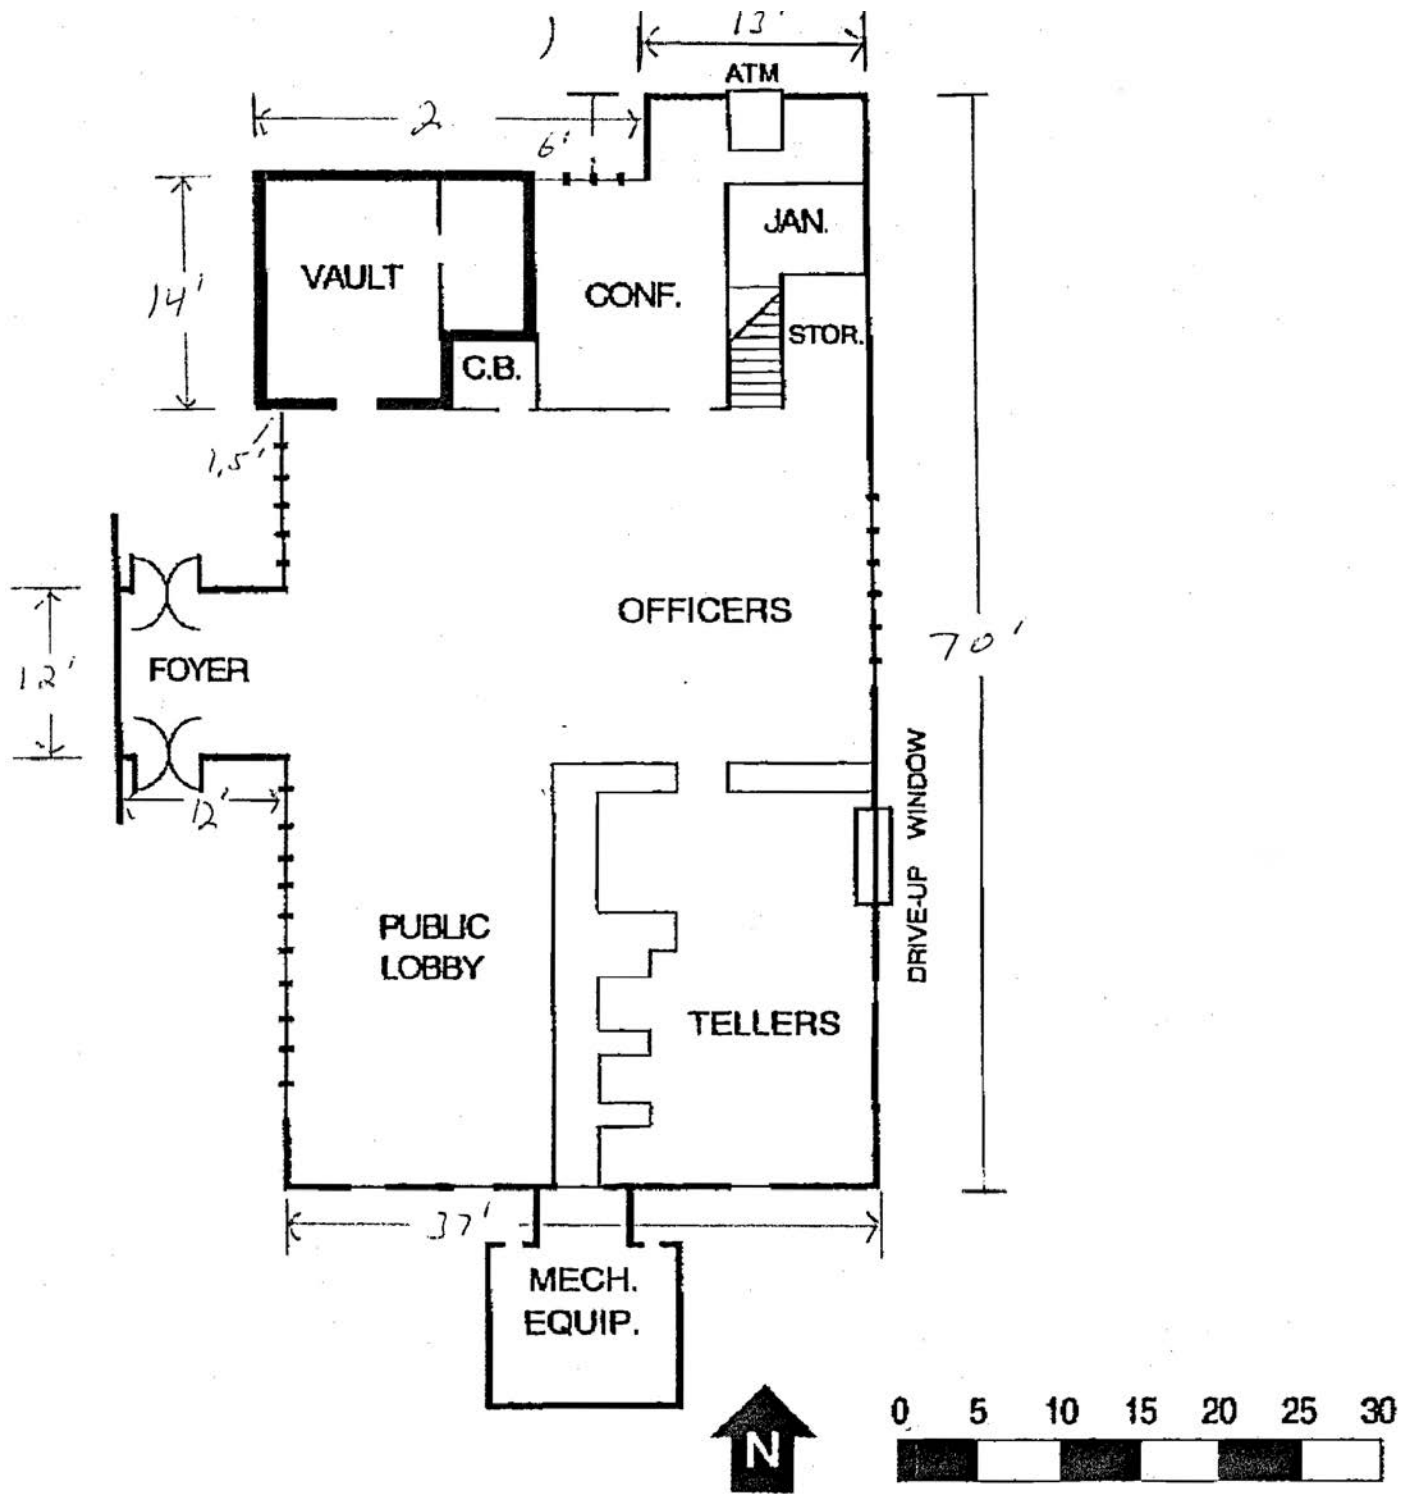 13'
)
ATM
2
6'
JAN.
VAULT
CONF.
14'
STOR.
C.B.
1.5'
OFFICERS
70'
12'
FOYER
DRIVE-UP WINDOW
12'
PUBLIC
LOBBY
TELLERS
37'
MECH.
EQUIP.
0 5 10 15 20 25 30
N